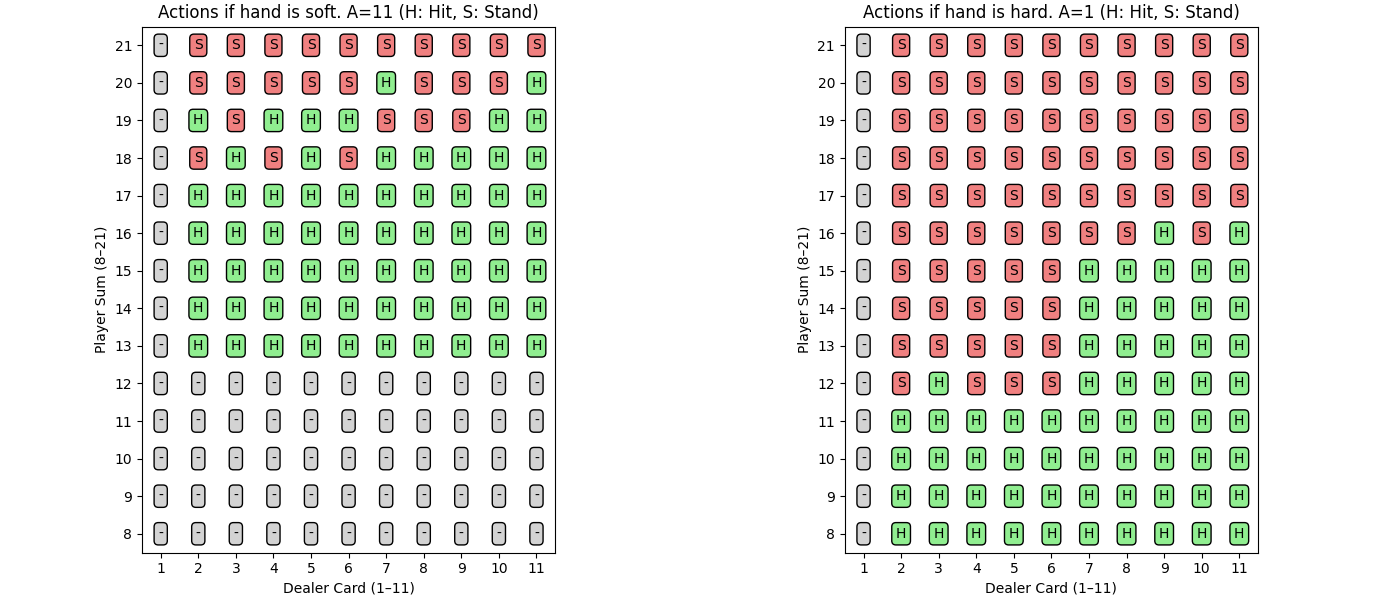 Actions if hand is soft. A=11 (H: Hit, S: Stand)
Player Sum (8–21)
21 - S S S S S S S S S S
20 - S S S S S H S S S H
19 - H S H H H S S S H H
18 - S H S H S H H H H H
17 - H H H H H H H H H H
16 - H H H H H H H H H H
15 - H H H H H H H H H H
14 - H H H H H H H H H H
13 - H H H H H H H H H H
12 - - - - - - - - - - -
11 - - - - - - - - - - -
10 - - - - - - - - - - -
9 - - - - - - - - - - -
8 - - - - - - - - - - -
1 2 3 4 5 6 7 8 9 10 11
Dealer Card (1–11)
Actions if hand is hard. A=1 (H: Hit, S: Stand)
Player Sum (8–21)
21 - S S S S S S S S S S
20 - S S S S S S S S S S
19 - S S S S S S S S S S
18 - S S S S S S S S S S
17 - S S S S S S S S S S
16 - S S S S S S S H S H
15 - S S S S S H H H H H
14 - S S S S S H H H H H
13 - S S S S S H H H H H
12 - S H S S S H H H H H
11 - H H H H H H H H H H
10 - H H H H H H H H H H
9 - H H H H H H H H H H
8 - H H H H H H H H H H
1 2 3 4 5 6 7 8 9 10 11
Dealer Card (1–11)